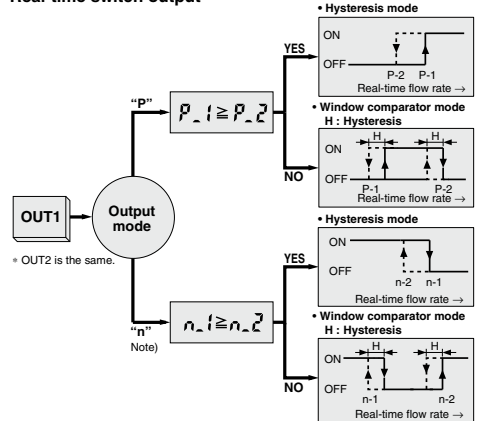 Real-time switch output
• Hysteresis mode
ON
OFF
P-2 P-1
Real-time flow rate →
YES
"P"
P_1≧P_2
NO
• Window comparator mode
H : Hysteresis
H H
ON
OFF
P-1 P-2
Real-time flow rate →
OUT1
Output
mode
* OUT2 is the same.
• Hysteresis mode
ON
OFF
n-2 n-1
Real-time flow rate →
YES
"n"
Note)
n_1≧n_2
NO
• Window comparator mode
H : Hysteresis
H H
ON
OFF
n-1 n-2
Real-time flow rate →